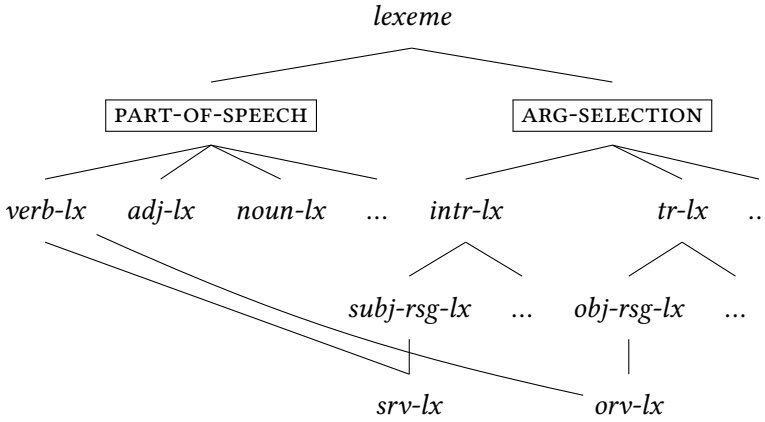 lexeme
PART-OF-SPEECH ARG-SELECTION
verb-lx adj-lx noun-lx ... intr-lx tr-lx ..
subj-rsg-lx ... obj-rsg-lx ...
srv-lx orv-lx